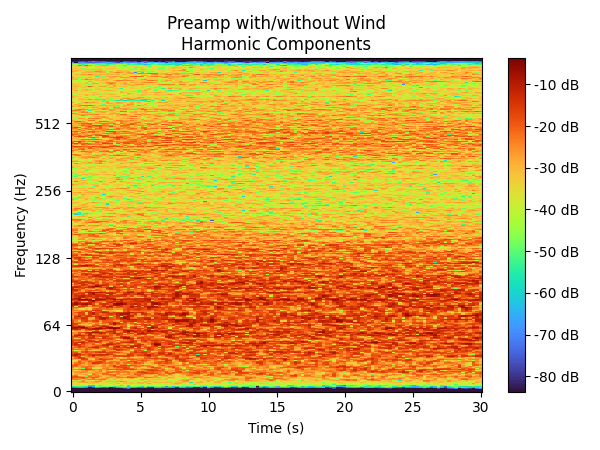 Preamp with/without Wind
Harmonic Components
Frequency (Hz)
512
256
128
64
0
0
5
10
15
20
25
30
Time (s)
-10 dB
-20 dB
-30 dB
-40 dB
-50 dB
-60 dB
-70 dB
-80 dB